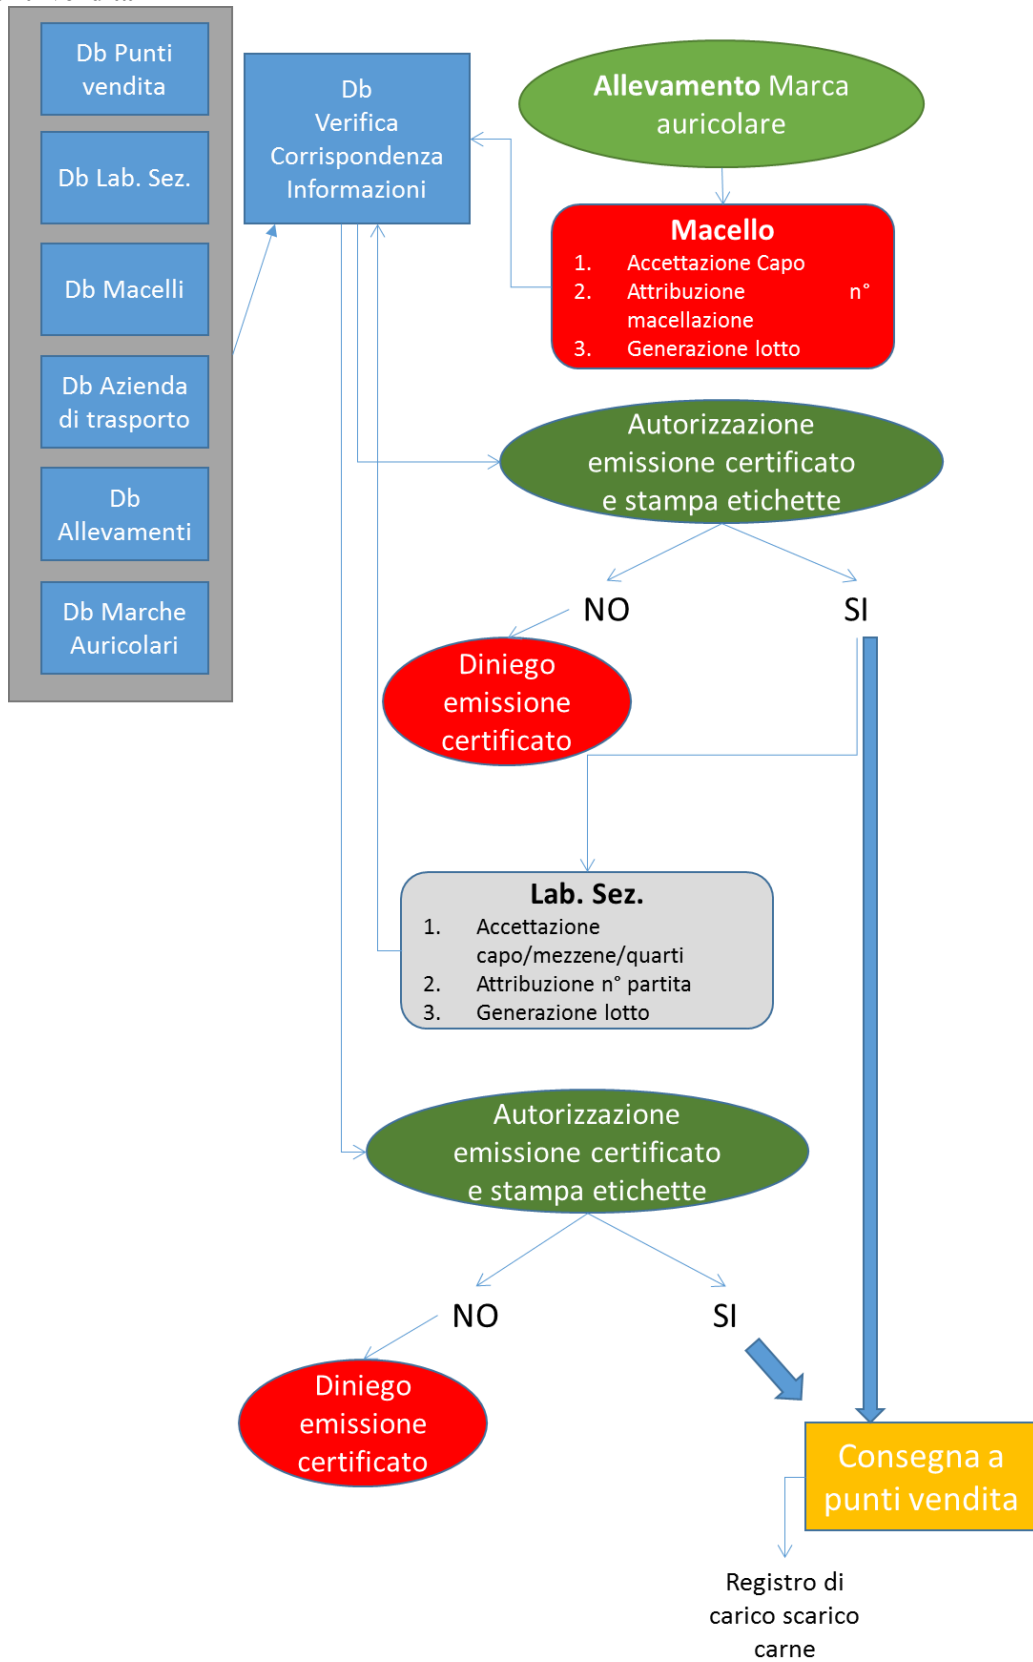 Db Punti
vendita
Db Lab. Sez.
Db Macelli
Db Azienda
di trasporto
Db
Allevamenti
Db Marche
Auricolari
Db
Verifica
Corrispondenza
Informazioni
Allevamento Marca
auricolare
Macello
1. Accettazione Capo
2. Attribuzione n°
macellazione
3. Generazione lotto
Autorizzazione
emissione certificato
e stampa etichette
NO
SI
Diniego
emissione
certificato
Lab. Sez.
1. Accettazione
capo/mezzene/quarti
2. Attribuzione n° partita
3. Generazione lotto
Autorizzazione
emissione certificato
e stampa etichette
NO
SI
Diniego
emissione
certificato
Consegna a
punti vendita
Registro di
carico scarico
carne